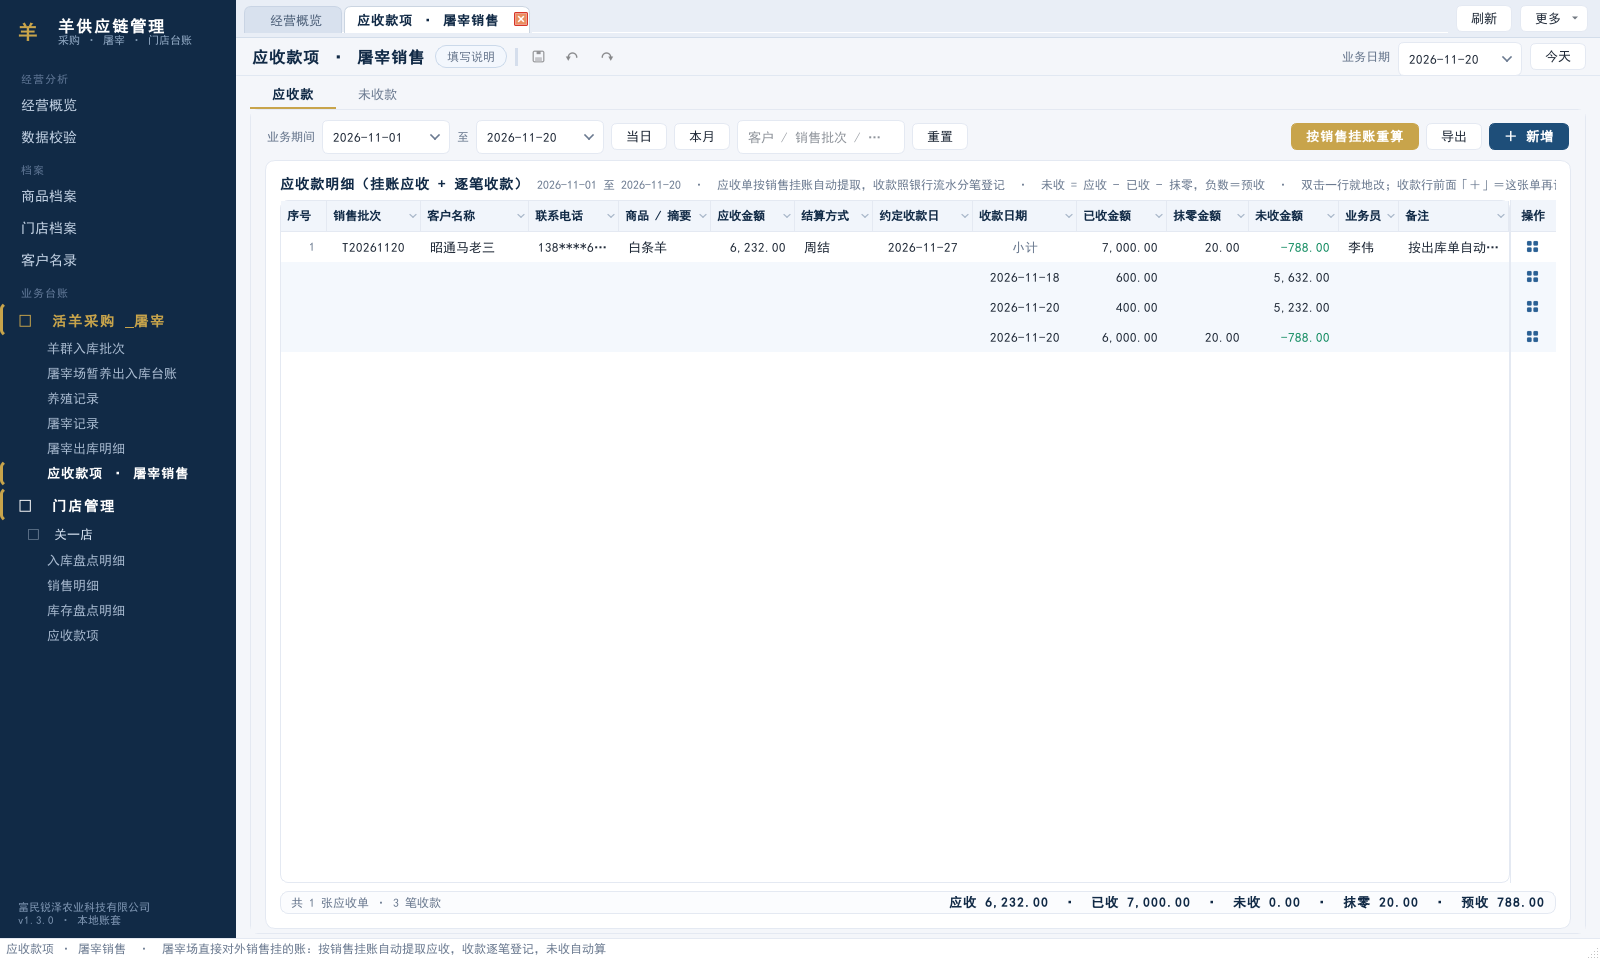 羊 羊供应链管理
采购 · 屠宰 · 门店台账
经营分析
经营概览
数据校验
档案
商品档案
门店档案
客户名录
业务台账
活羊采购 _屠宰
羊群入库批次
屠宰场暂养出入库台账
养殖记录
屠宰记录
屠宰出库明细
应收款项 · 屠宰销售
门店管理
关一店
入库盘点明细
销售明细
库存盘点明细
应收款项
富民锐泽农业科技有限公司
v1.3.0 · 本地账套
经营概览 应收款项 · 屠宰销售 刷新 更多
应收款项 · 屠宰销售 填写说明 业务日期 2026-11-20 今天
应收款 未收款
业务期间 2026-11-01 至 2026-11-20 当日 本月 客户 / 销售批次 / … 重置 按销售挂账重算 导出 ＋ 新增
应收款明细（挂账应收 + 逐笔收款） 2026-11-01 至 2026-11-20 · 应收单按销售挂账自动提取，收款照银行流水分笔登记 · 未收 = 应收 - 已收 - 抹零，负数=预收 · 双击一行就地改；收款行前面「＋」=这张单再
序号 销售批次 客户名称 联系电话 商品 / 摘要 应收金额 结算方式 约定收款日 收款日期 已收金额 抹零金额 未收金额 业务员 备注 操作
1 T20261120 昭通马老三 138****6… 白条羊 6,232.00 周结 2026-11-27 小计 7,000.00 20.00 -788.00 李伟 按出库单自动…
2026-11-18 600.00 5,632.00
2026-11-20 400.00 5,232.00
2026-11-20 6,000.00 20.00 -788.00
共 1 张应收单 · 3 笔收款 应收 6,232.00 · 已收 7,000.00 · 未收 0.00 · 抹零 20.00 · 预收 788.00
应收款项 · 屠宰销售 · 屠宰场直接对外销售挂的账：按销售挂账自动提取应收，收款逐笔登记，未收自动算